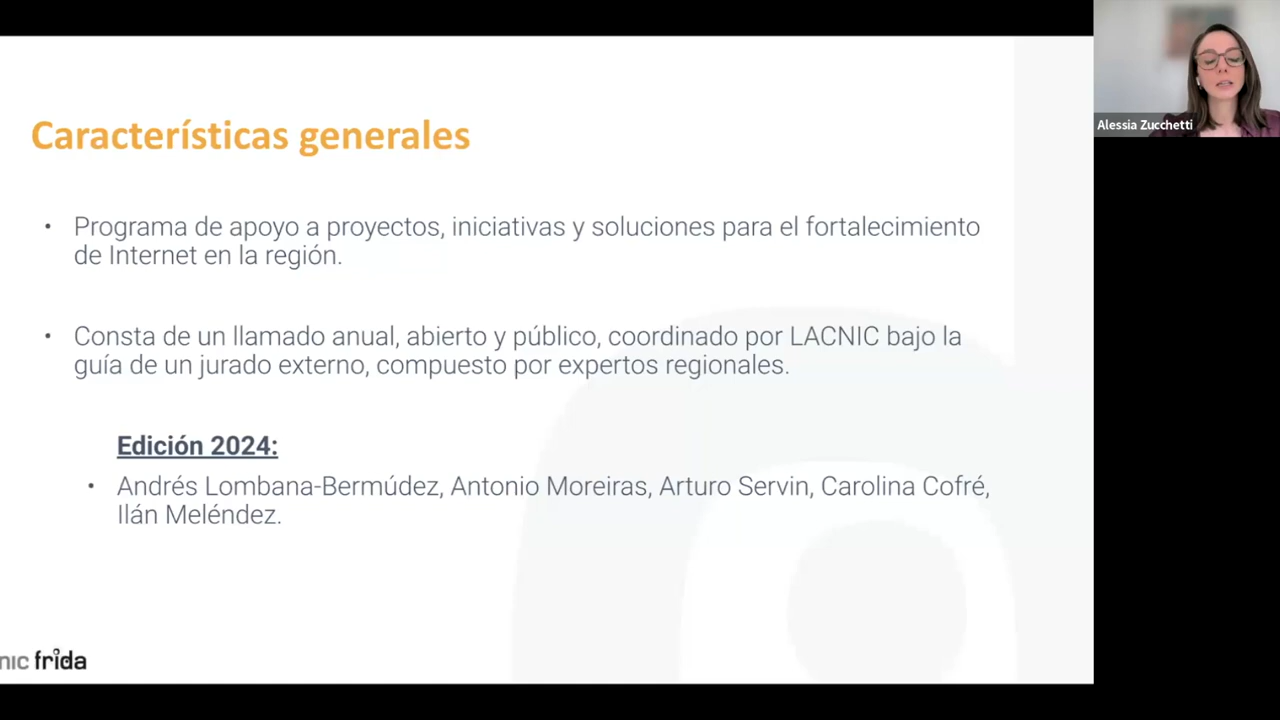 Características generales
• Programa de apoyo a proyectos, iniciativas y soluciones para el fortalecimiento
de Internet en la región.
• Consta de un llamado anual, abierto y público, coordinado por LACNIC bajo la
guía de un jurado externo, compuesto por expertos regionales.
Edición 2024:
• Andrés Lombana-Bermúdez, Antonio Moreiras, Arturo Servin, Carolina Cofré,
Ilán Meléndez.
nic frida
Alessia Zucchetti